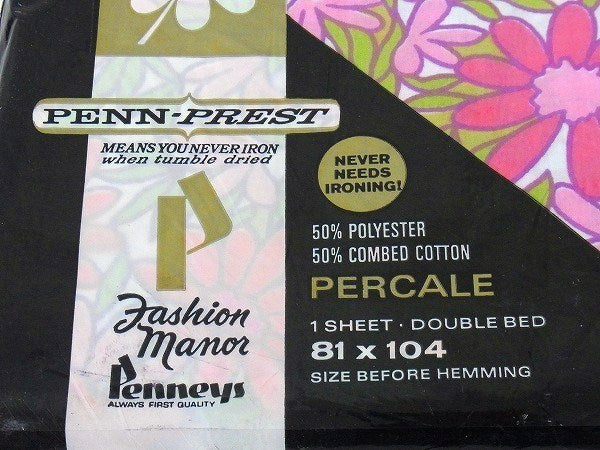 PENN-PREST
MEANS YOU NEVER IRON
when tumble dried
P
Fashion
Manor
Penneys
ALWAYS FIRST QUALITY
NEVER
NEEDS
IRONING!
50% POLYESTER
50% COMBED COTTON
PERCALE
1 SHEET · DOUBLE BED
81 x 104
SIZE BEFORE HEMMING